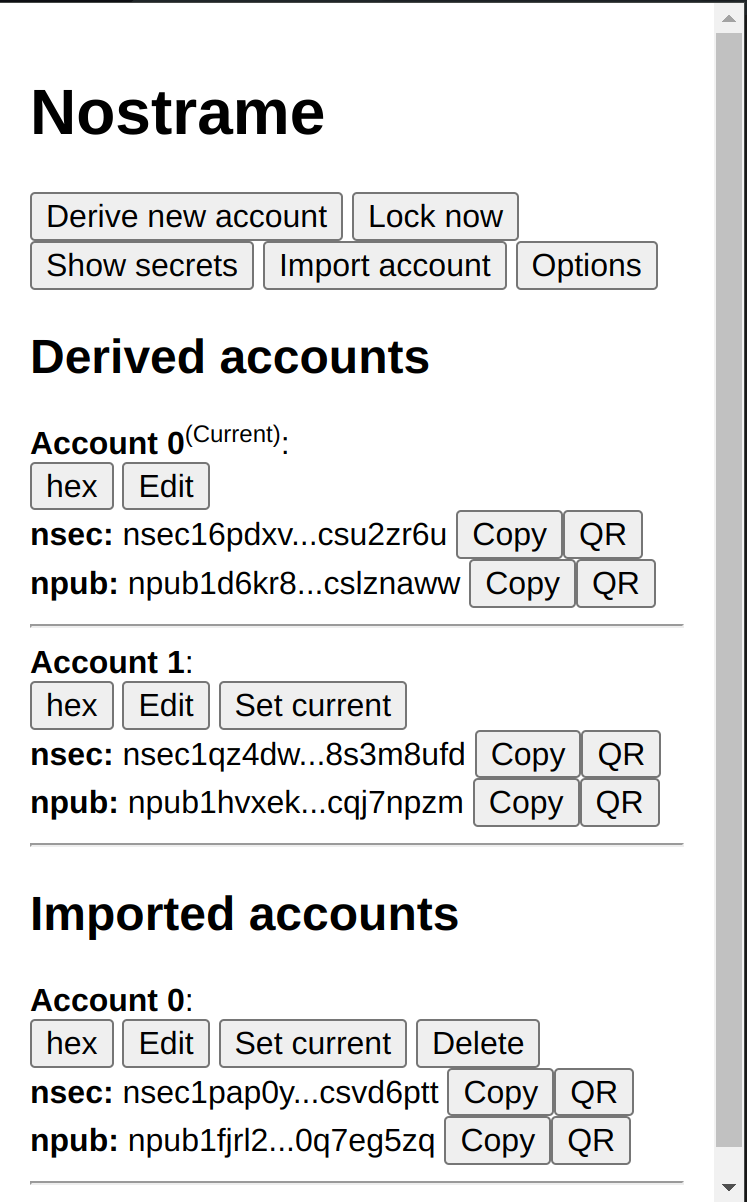 Nostrame
Derive new account Lock now
Show secrets Import account Options
Derived accounts
Account 0(Current):
hex Edit
nsec: nsec16pdxv...csu2zr6u Copy QR
npub: npub1d6kr8...cslznaww Copy QR
Account 1:
hex Edit Set current
nsec: nsec1qz4dw...8s3m8ufd Copy QR
npub: npub1hvxek...cqj7npzm Copy QR
Imported accounts
Account 0:
hex Edit Set current Delete
nsec: nsec1pap0y...csvd6ptt Copy QR
npub: npub1fjrl2...0q7eg5zq Copy QR